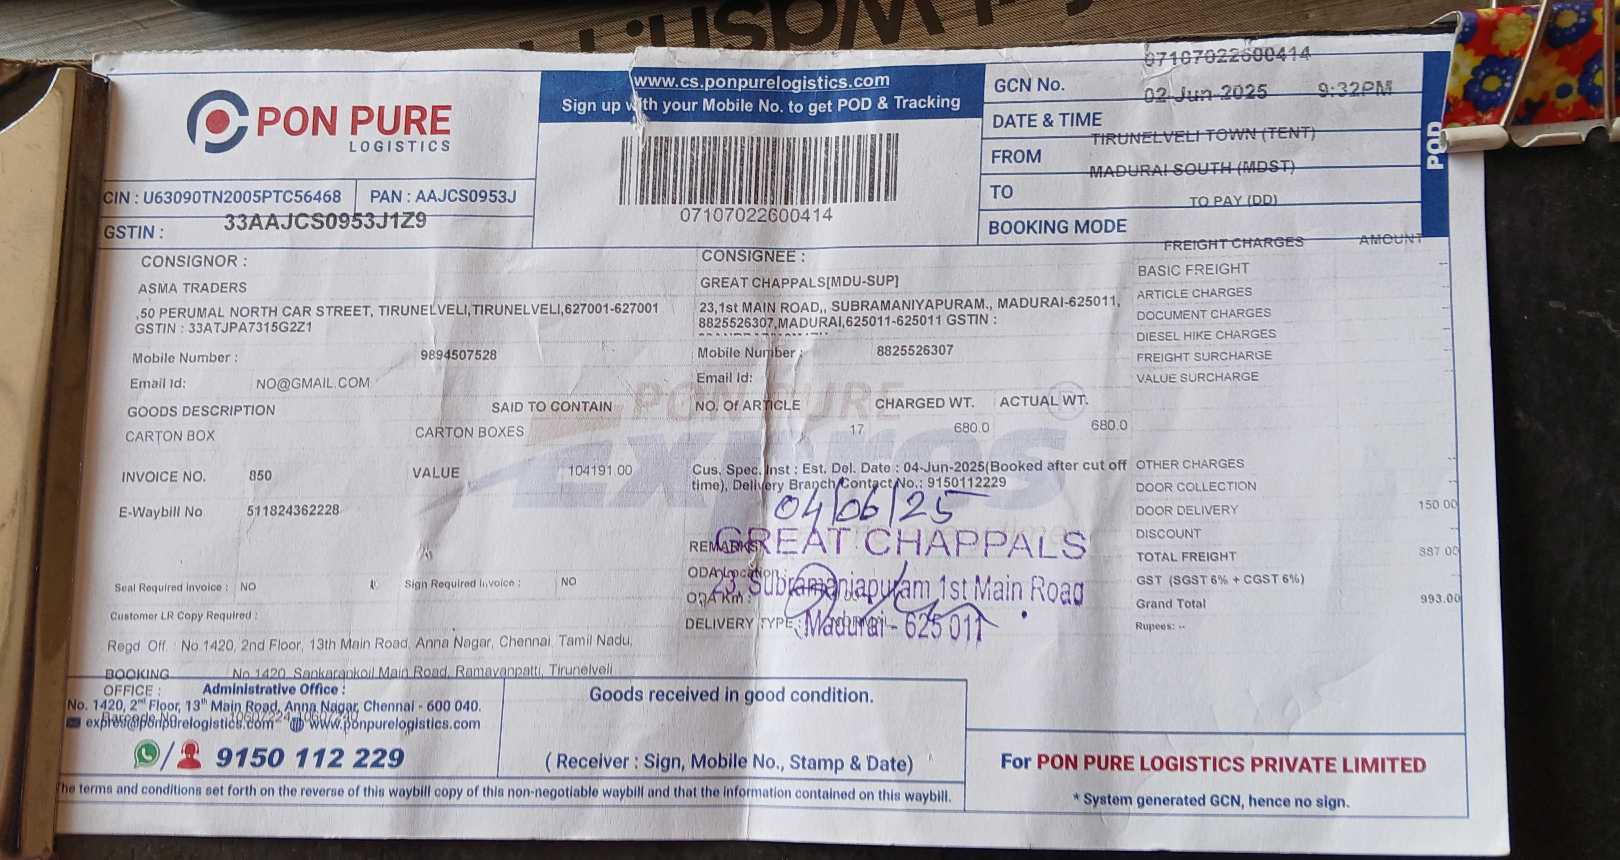 PON PURE
LOGISTICS
www.cs.ponpurelogistics.com
Sign up with your Mobile No. to get POD & Tracking
07107022600414
GCN No. 07107022600414
DATE & TIME 02-Jun-2025 9:32PM
FROM TIRUNELVELI TOWN (TENT)
TO MADURAI SOUTH (MDST)
BOOKING MODE TO PAY (DD)
POD
CIN : U63090TN2005PTC56468 PAN : AAJCS0953J
GSTIN : 33AAJCS0953J1Z9
CONSIGNOR :
ASMA TRADERS
,50 PERUMAL NORTH CAR STREET, TIRUNELVELI,TIRUNELVELI,627001-627001
GSTIN : 33ATJPA7315G2Z1
Mobile Number : 9894507528
Email Id: NO@GMAIL.COM
CONSIGNEE :
GREAT CHAPPALS[MDU-SUP]
23,1st MAIN ROAD,, SUBRAMANIYAPURAM., MADURAI-625011,
8825526307,MADURAI,625011-625011 GSTIN :
Mobile Number : 8825526307
Email Id:
FREIGHT CHARGES AMOUNT
BASIC FREIGHT --
ARTICLE CHARGES
DOCUMENT CHARGES
DIESEL HIKE CHARGES
FREIGHT SURCHARGE
VALUE SURCHARGE
PON PURE
EXPRES
GOODS DESCRIPTION SAID TO CONTAIN NO. Of ARTICLE CHARGED WT. ACTUAL WT.
CARTON BOX CARTON BOXES 17 680.0 680.0
INVOICE NO. 850 VALUE 104191.00
E-Waybill No 511824362228
Cus. Spec. Inst : Est. Del. Date : 04-Jun-2025(Booked after cut off
time), Delivery Branch Contact No.: 9150112229
04/06/25
REMARKS
ODA Location :
ODA Km :
DELIVERY TYPE :
GREAT CHAPPALS
23, Subramaniapuram 1st Main Road
Madurai - 625 011
OTHER CHARGES
DOOR COLLECTION
DOOR DELIVERY 150.00
DISCOUNT
TOTAL FREIGHT 887.00
GST (SGST 6% + CGST 6%)
Grand Total 993.00
Rupees: --
Seal Required invoice : NO Sign Required Invoice : NO
Customer LR Copy Required :
Regd Off : No 1420, 2nd Floor, 13th Main Road, Anna Nagar, Chennai, Tamil Nadu,
BOOKING OFFICE : No 1420, Sankarankoil Main Road, Ramayanpatti, Tirunelveli
Barcode No
Administrative Office :
No. 1420, 2nd Floor, 13th Main Road, Anna Nagar, Chennai - 600 040.
expres@ponpurelogistics.com www.ponpurelogistics.com
9150 112 229
Goods received in good condition.
( Receiver : Sign, Mobile No., Stamp & Date)
For PON PURE LOGISTICS PRIVATE LIMITED
* System generated GCN, hence no sign.
The terms and conditions set forth on the reverse of this waybill copy of this non-negotiable waybill and that the information contained on this waybill.